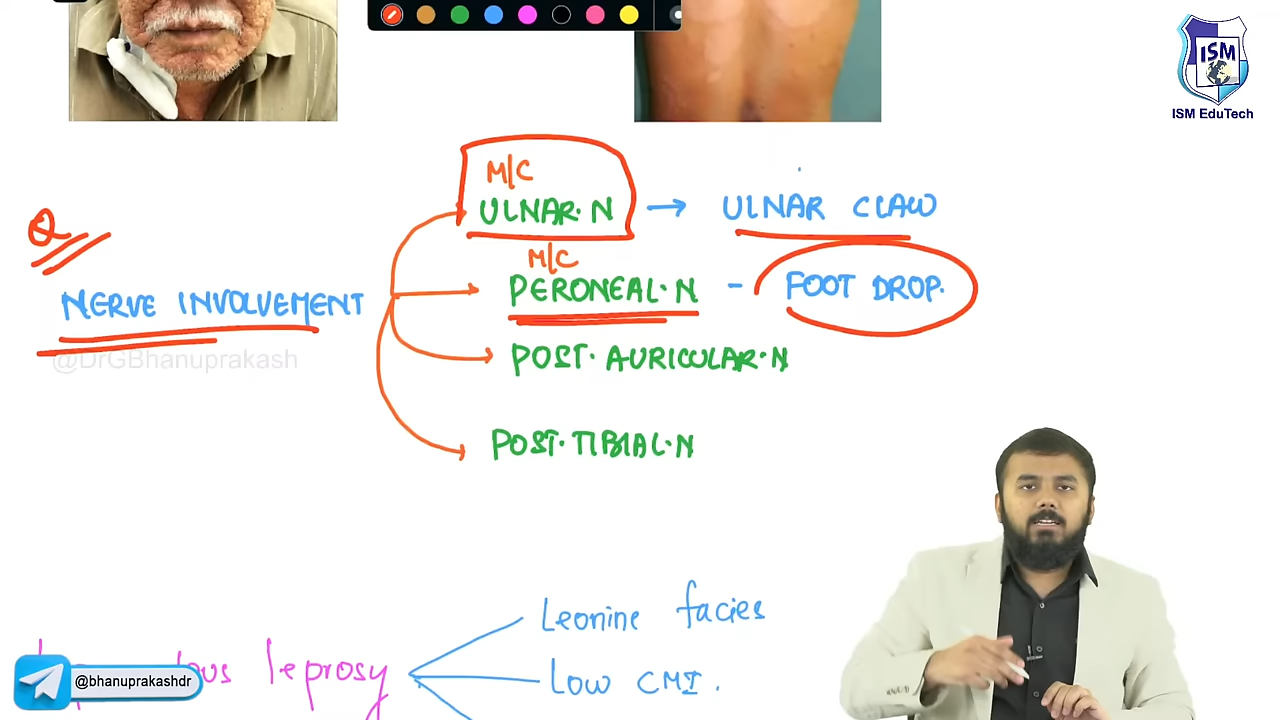 ISM
ISM EduTech
M/C
ULNAR·N → ULNAR CLAW
Q
M/C
NERVE INVOLVEMENT
PERONEAL·N - FOOT DROP.
@DrGBhanuprakash
POST·AURICULAR·N
POST·TIBIAL·N
Leonine facies
leprosy
@bhanuprakashdr
Low CMI.